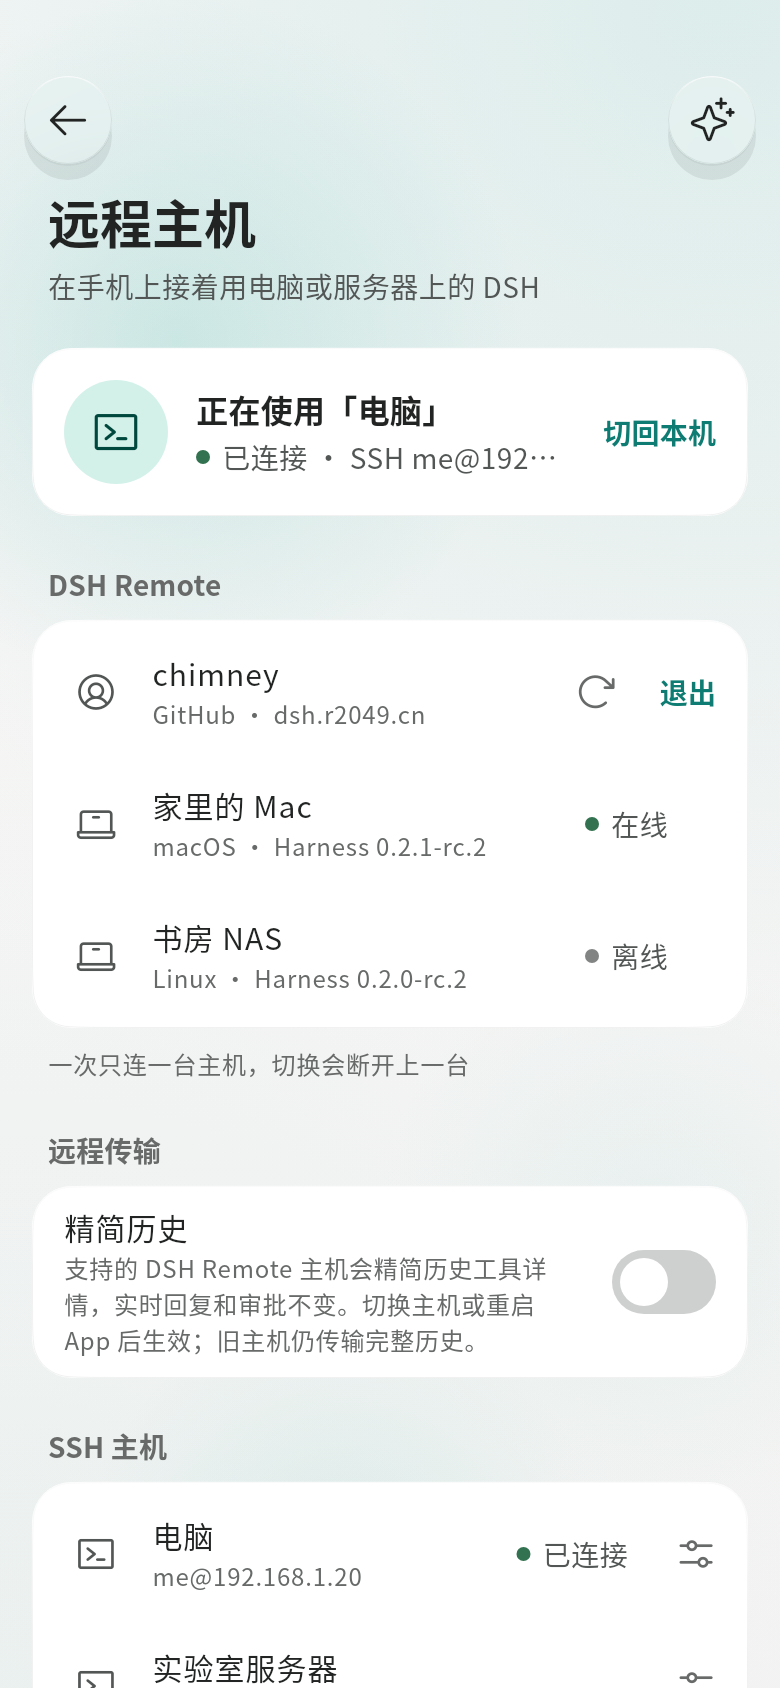 远程主机
在手机上接着用电脑或服务器上的 DSH
正在使用「电脑」
已连接 • SSH me@192…
切回本机
DSH Remote
chimney
GitHub • dsh.r2049.cn
退出
家里的 Mac
macOS • Harness 0.2.1-rc.2
在线
书房 NAS
Linux • Harness 0.2.0-rc.2
离线
一次只连一台主机，切换会断开上一台
远程传输
精简历史
支持的 DSH Remote 主机会精简历史工具详
情，实时回复和审批不变。切换主机或重启
App 后生效；旧主机仍传输完整历史。
SSH 主机
电脑
me@192.168.1.20
已连接
实验室服务器